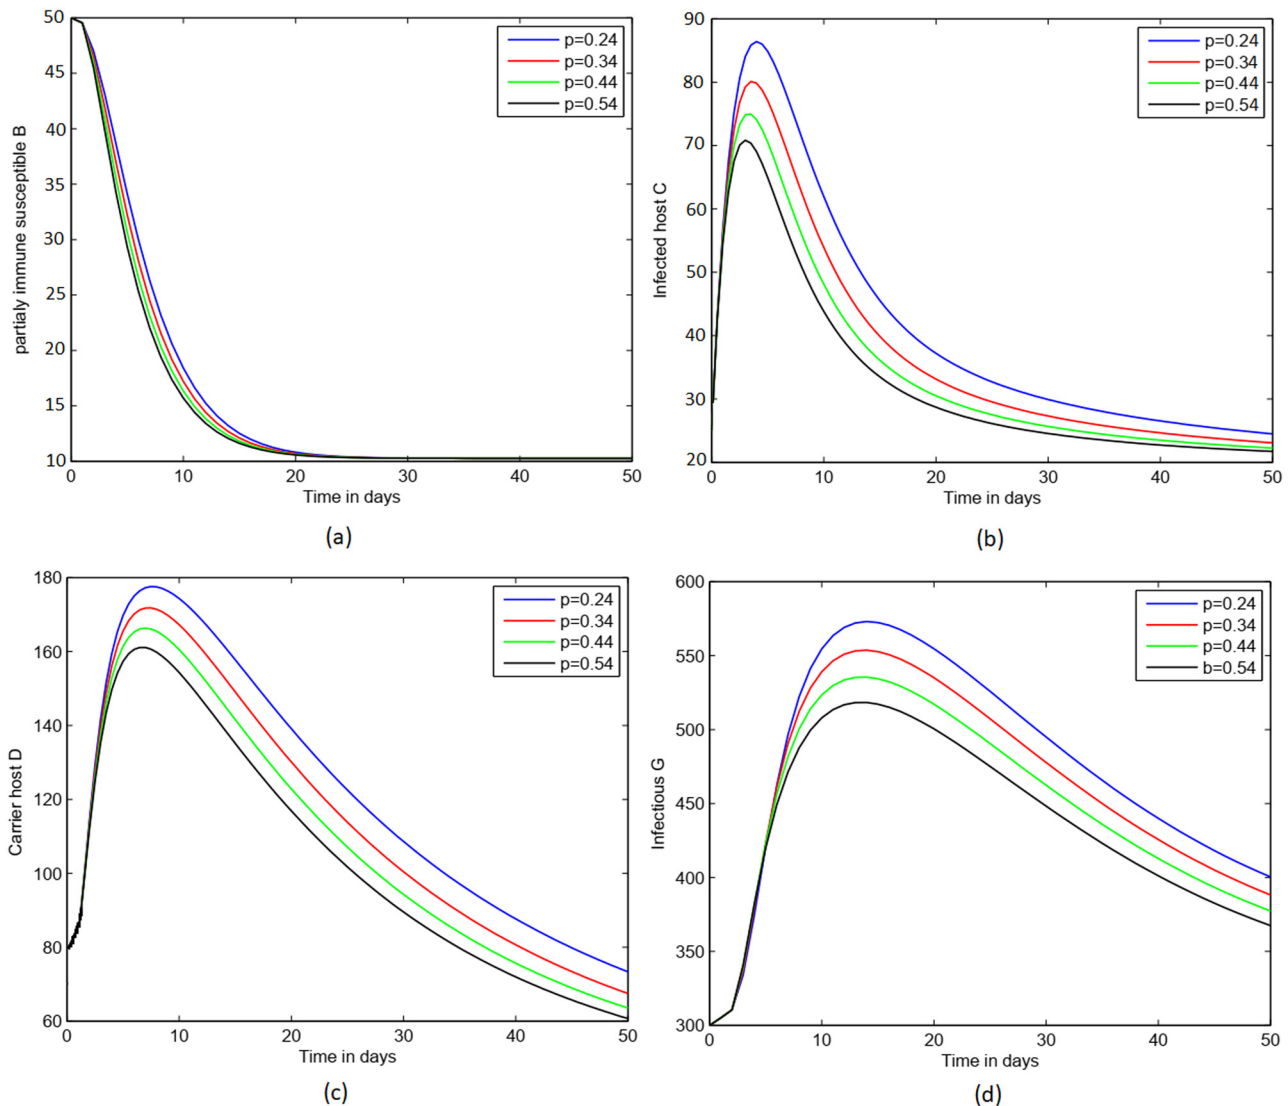 50
45
40
35
30
25
20
15
10
0 10 20 30 40 50
partialy immune susceptible B
Time in days
p=0.24
p=0.34
p=0.44
p=0.54
(a)
90
80
70
60
50
40
30
20
0 10 20 30 40 50
Infected host C
Time in days
p=0.24
p=0.34
p=0.44
p=0.54
(b)
180
160
140
120
100
80
60
0 10 20 30 40 50
Carrier host D
Time in days
p=0.24
p=0.34
p=0.44
p=0.54
(c)
600
550
500
450
400
350
300
0 10 20 30 40 50
Infectious G
Time in days
p=0.24
p=0.34
p=0.44
b=0.54
(d)